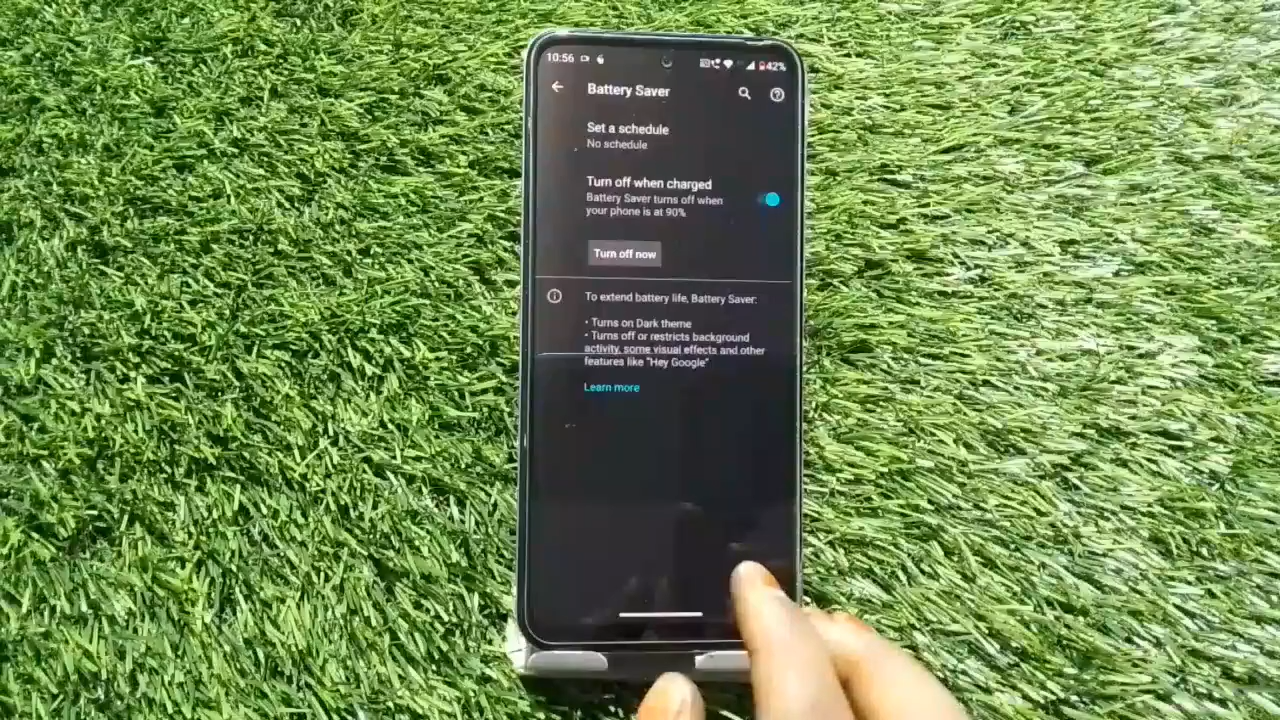 10:56
42%
Battery Saver
Set a schedule
No schedule
Turn off when charged
Battery Saver turns off when
your phone is at 90%
Turn off now
To extend battery life, Battery Saver:
• Turns on Dark theme
• Turns off or restricts background
activity, some visual effects and other
features like "Hey Google"
Learn more